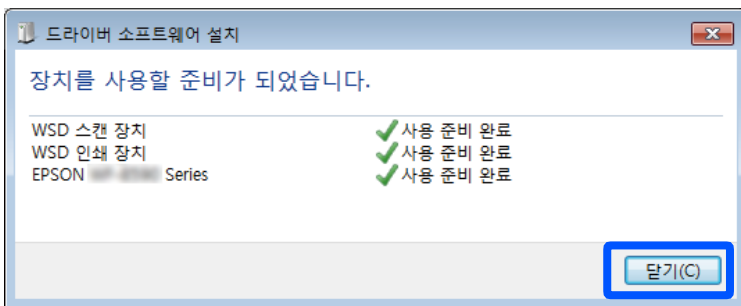 드라이버 소프트웨어 설치
장치를 사용할 준비가 되었습니다.
WSD 스캔 장치 사용 준비 완료
WSD 인쇄 장치 사용 준비 완료
EPSON Series 사용 준비 완료
닫기(C)